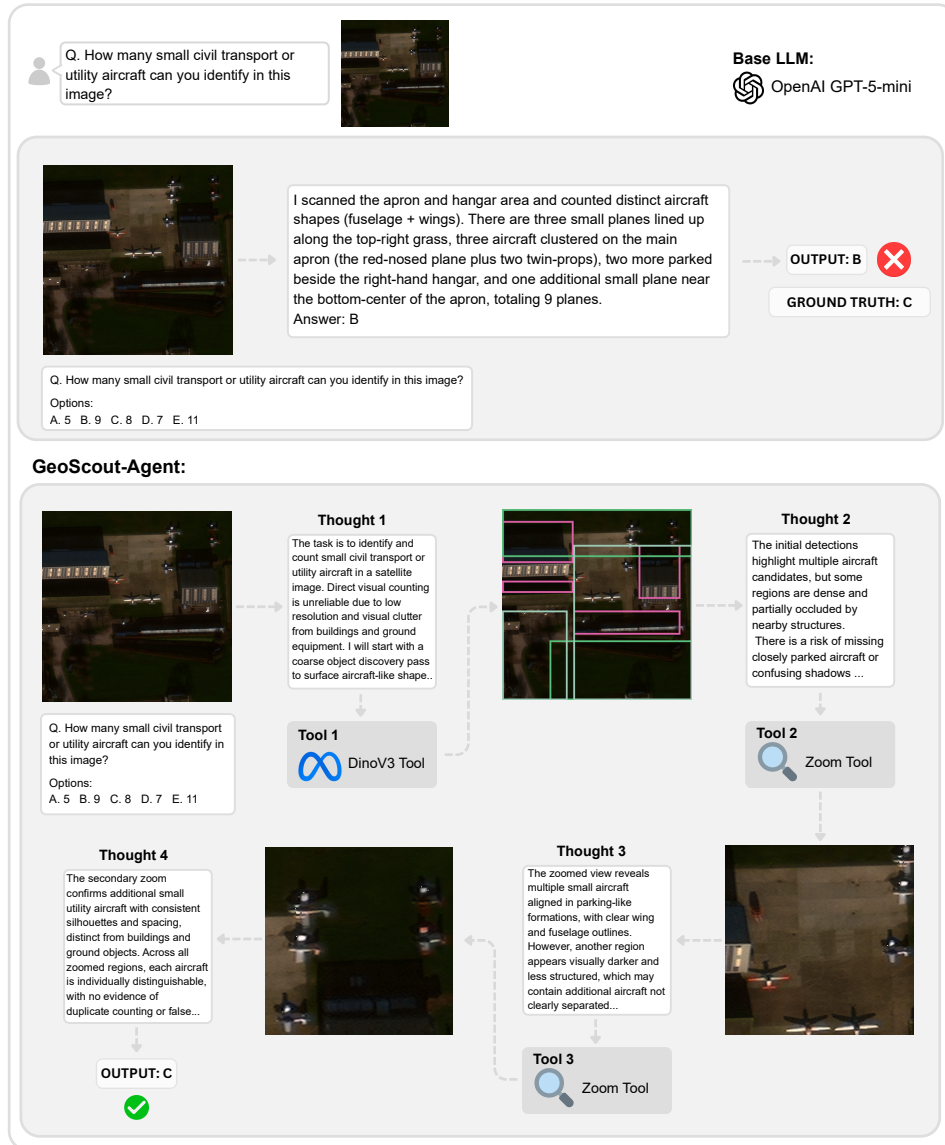 Q. How many small civil transport or
utility aircraft can you identify in this
image?
Base LLM:
OpenAI GPT-5-mini
I scanned the apron and hangar area and counted distinct aircraft
shapes (fuselage + wings). There are three small planes lined up
along the top-right grass, three aircraft clustered on the main
apron (the red-nosed plane plus two twin-props), two more parked
beside the right-hand hangar, and one additional small plane near
the bottom-center of the apron, totaling 9 planes.
Answer: B
OUTPUT: B
GROUND TRUTH: C
Q. How many small civil transport or utility aircraft can you identify in this image?
Options:
A. 5 B. 9 C. 8 D. 7 E. 11
GeoScout-Agent:
Thought 1
The task is to identify and
count small civil transport or
utility aircraft in a satellite
image. Direct visual counting
is unreliable due to low
resolution and visual clutter
from buildings and ground
equipment. I will start with a
coarse object discovery pass
to surface aircraft-like shape..
Tool 1
DinoV3 Tool
Thought 2
The initial detections
highlight multiple aircraft
candidates, but some
regions are dense and
partially occluded by
nearby structures.
There is a risk of missing
closely parked aircraft or
confusing shadows ...
Tool 2
Zoom Tool
Q. How many small civil transport
or utility aircraft can you identify in
this image?
Options:
A. 5 B. 9 C. 8 D. 7 E. 11
Thought 3
The zoomed view reveals
multiple small aircraft
aligned in parking-like
formations, with clear wing
and fuselage outlines.
However, another region
appears visually darker and
less structured, which may
contain additional aircraft not
clearly separated...
Tool 3
Zoom Tool
Thought 4
The secondary zoom
confirms additional small
utility aircraft with consistent
silhouettes and spacing,
distinct from buildings and
ground objects. Across all
zoomed regions, each aircraft
is individually distinguishable,
with no evidence of
duplicate counting or false...
OUTPUT: C